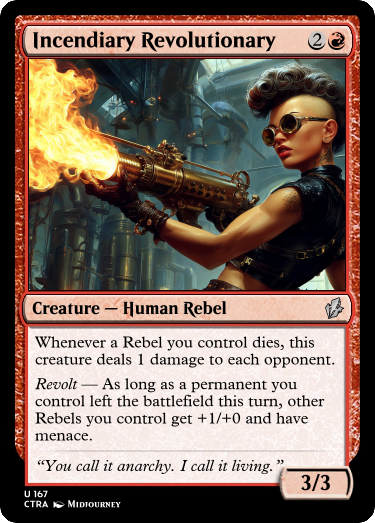 Incendiary Revolutionary 2
Creature — Human Rebel
Whenever a Rebel you control dies, this
creature deals 1 damage to each opponent.
Revolt — As long as a permanent you
control left the battlefield this turn, other
Rebels you control get +1/+0 and have
menace.
“You call it anarchy. I call it living.”
3/3
U 167
CTRA Midjourney